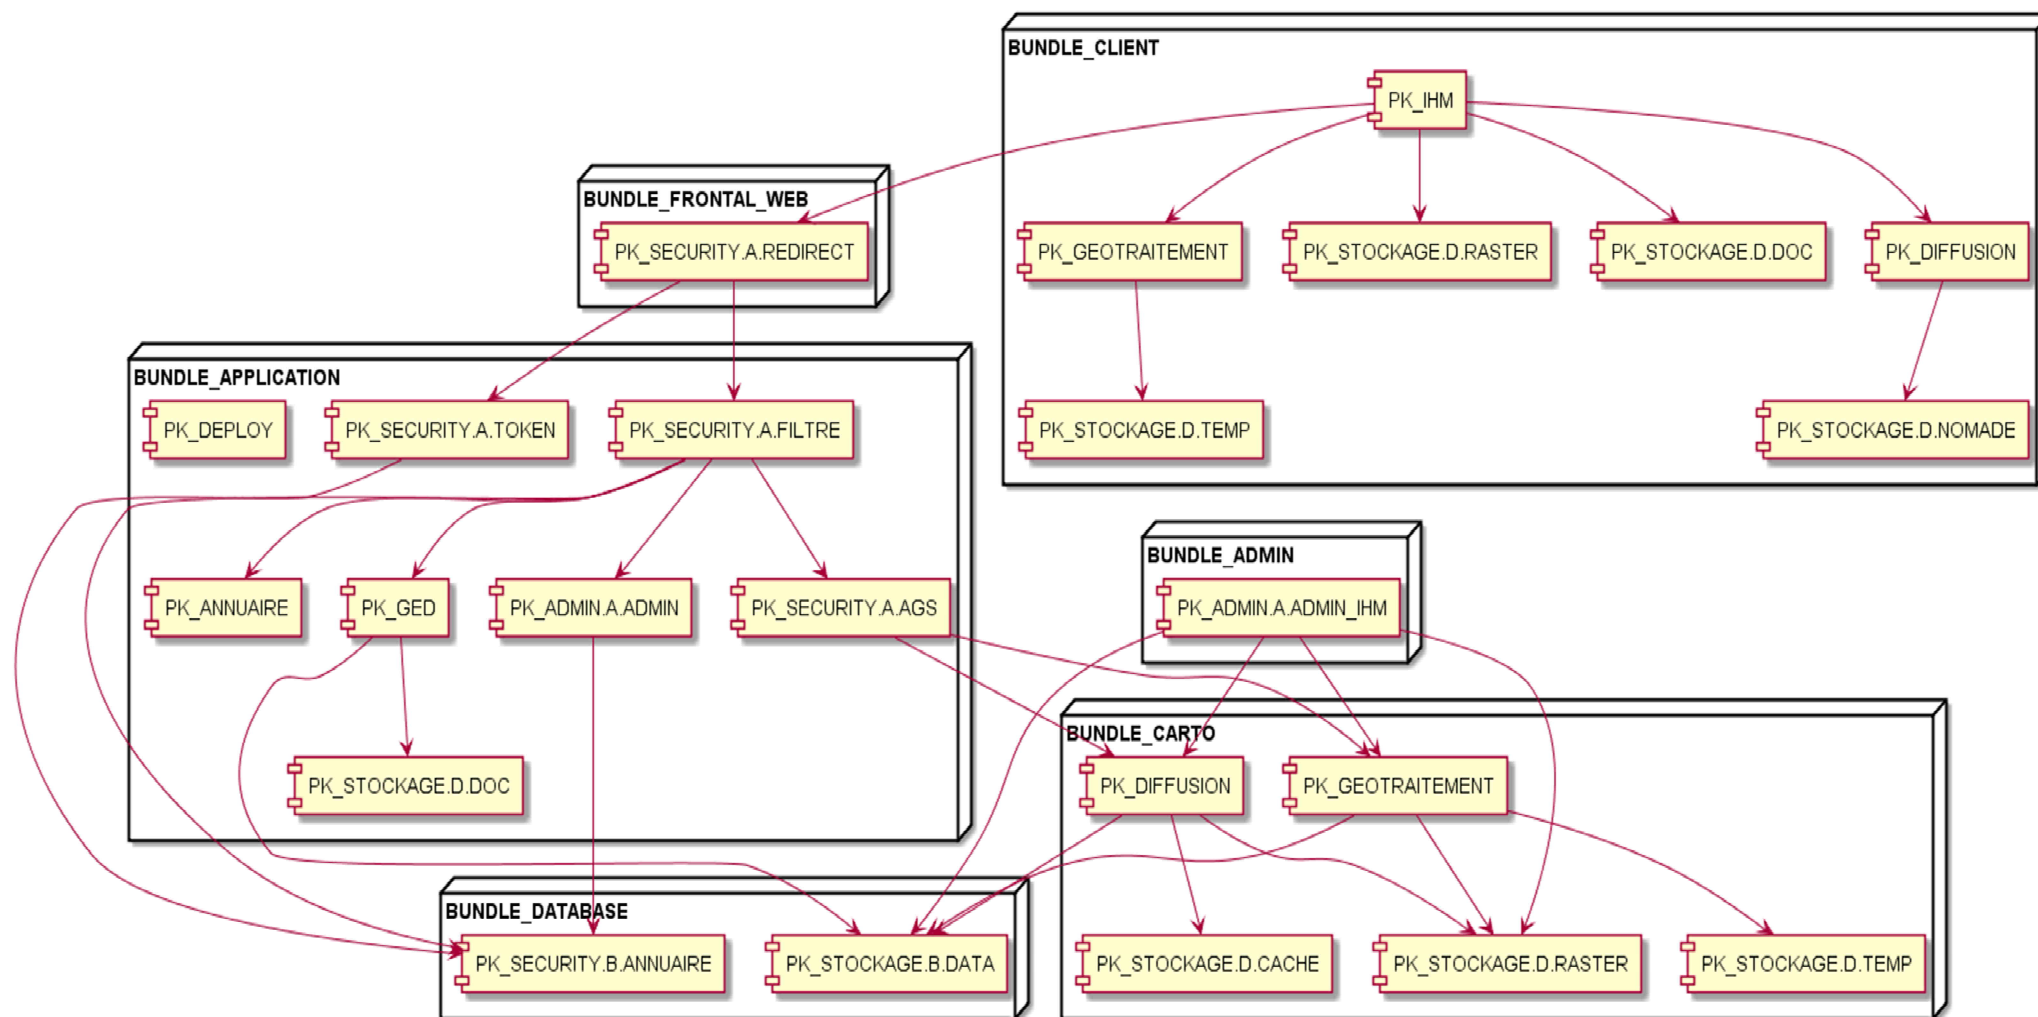 BUNDLE_CLIENT
PK_IHM
BUNDLE_FRONTAL_WEB
PK_SECURITY.A.REDIRECT
PK_GEOTRAITEMENT
PK_STOCKAGE.D.RASTER
PK_STOCKAGE.D.DOC
PK_DIFFUSION
BUNDLE_APPLICATION
PK_DEPLOY
PK_SECURITY.A.TOKEN
PK_SECURITY.A.FILTRE
PK_STOCKAGE.D.TEMP
PK_STOCKAGE.D.NOMADE
BUNDLE_ADMIN
PK_ANNUAIRE
PK_GED
PK_ADMIN.A.ADMIN
PK_SECURITY.A.AGS
PK_ADMIN.A.ADMIN_IHM
BUNDLE_CARTO
PK_STOCKAGE.D.DOC
PK_DIFFUSION
PK_GEOTRAITEMENT
BUNDLE_DATABASE
PK_SECURITY.B.ANNUAIRE
PK_STOCKAGE.B.DATA
PK_STOCKAGE.D.CACHE
PK_STOCKAGE.D.RASTER
PK_STOCKAGE.D.TEMP